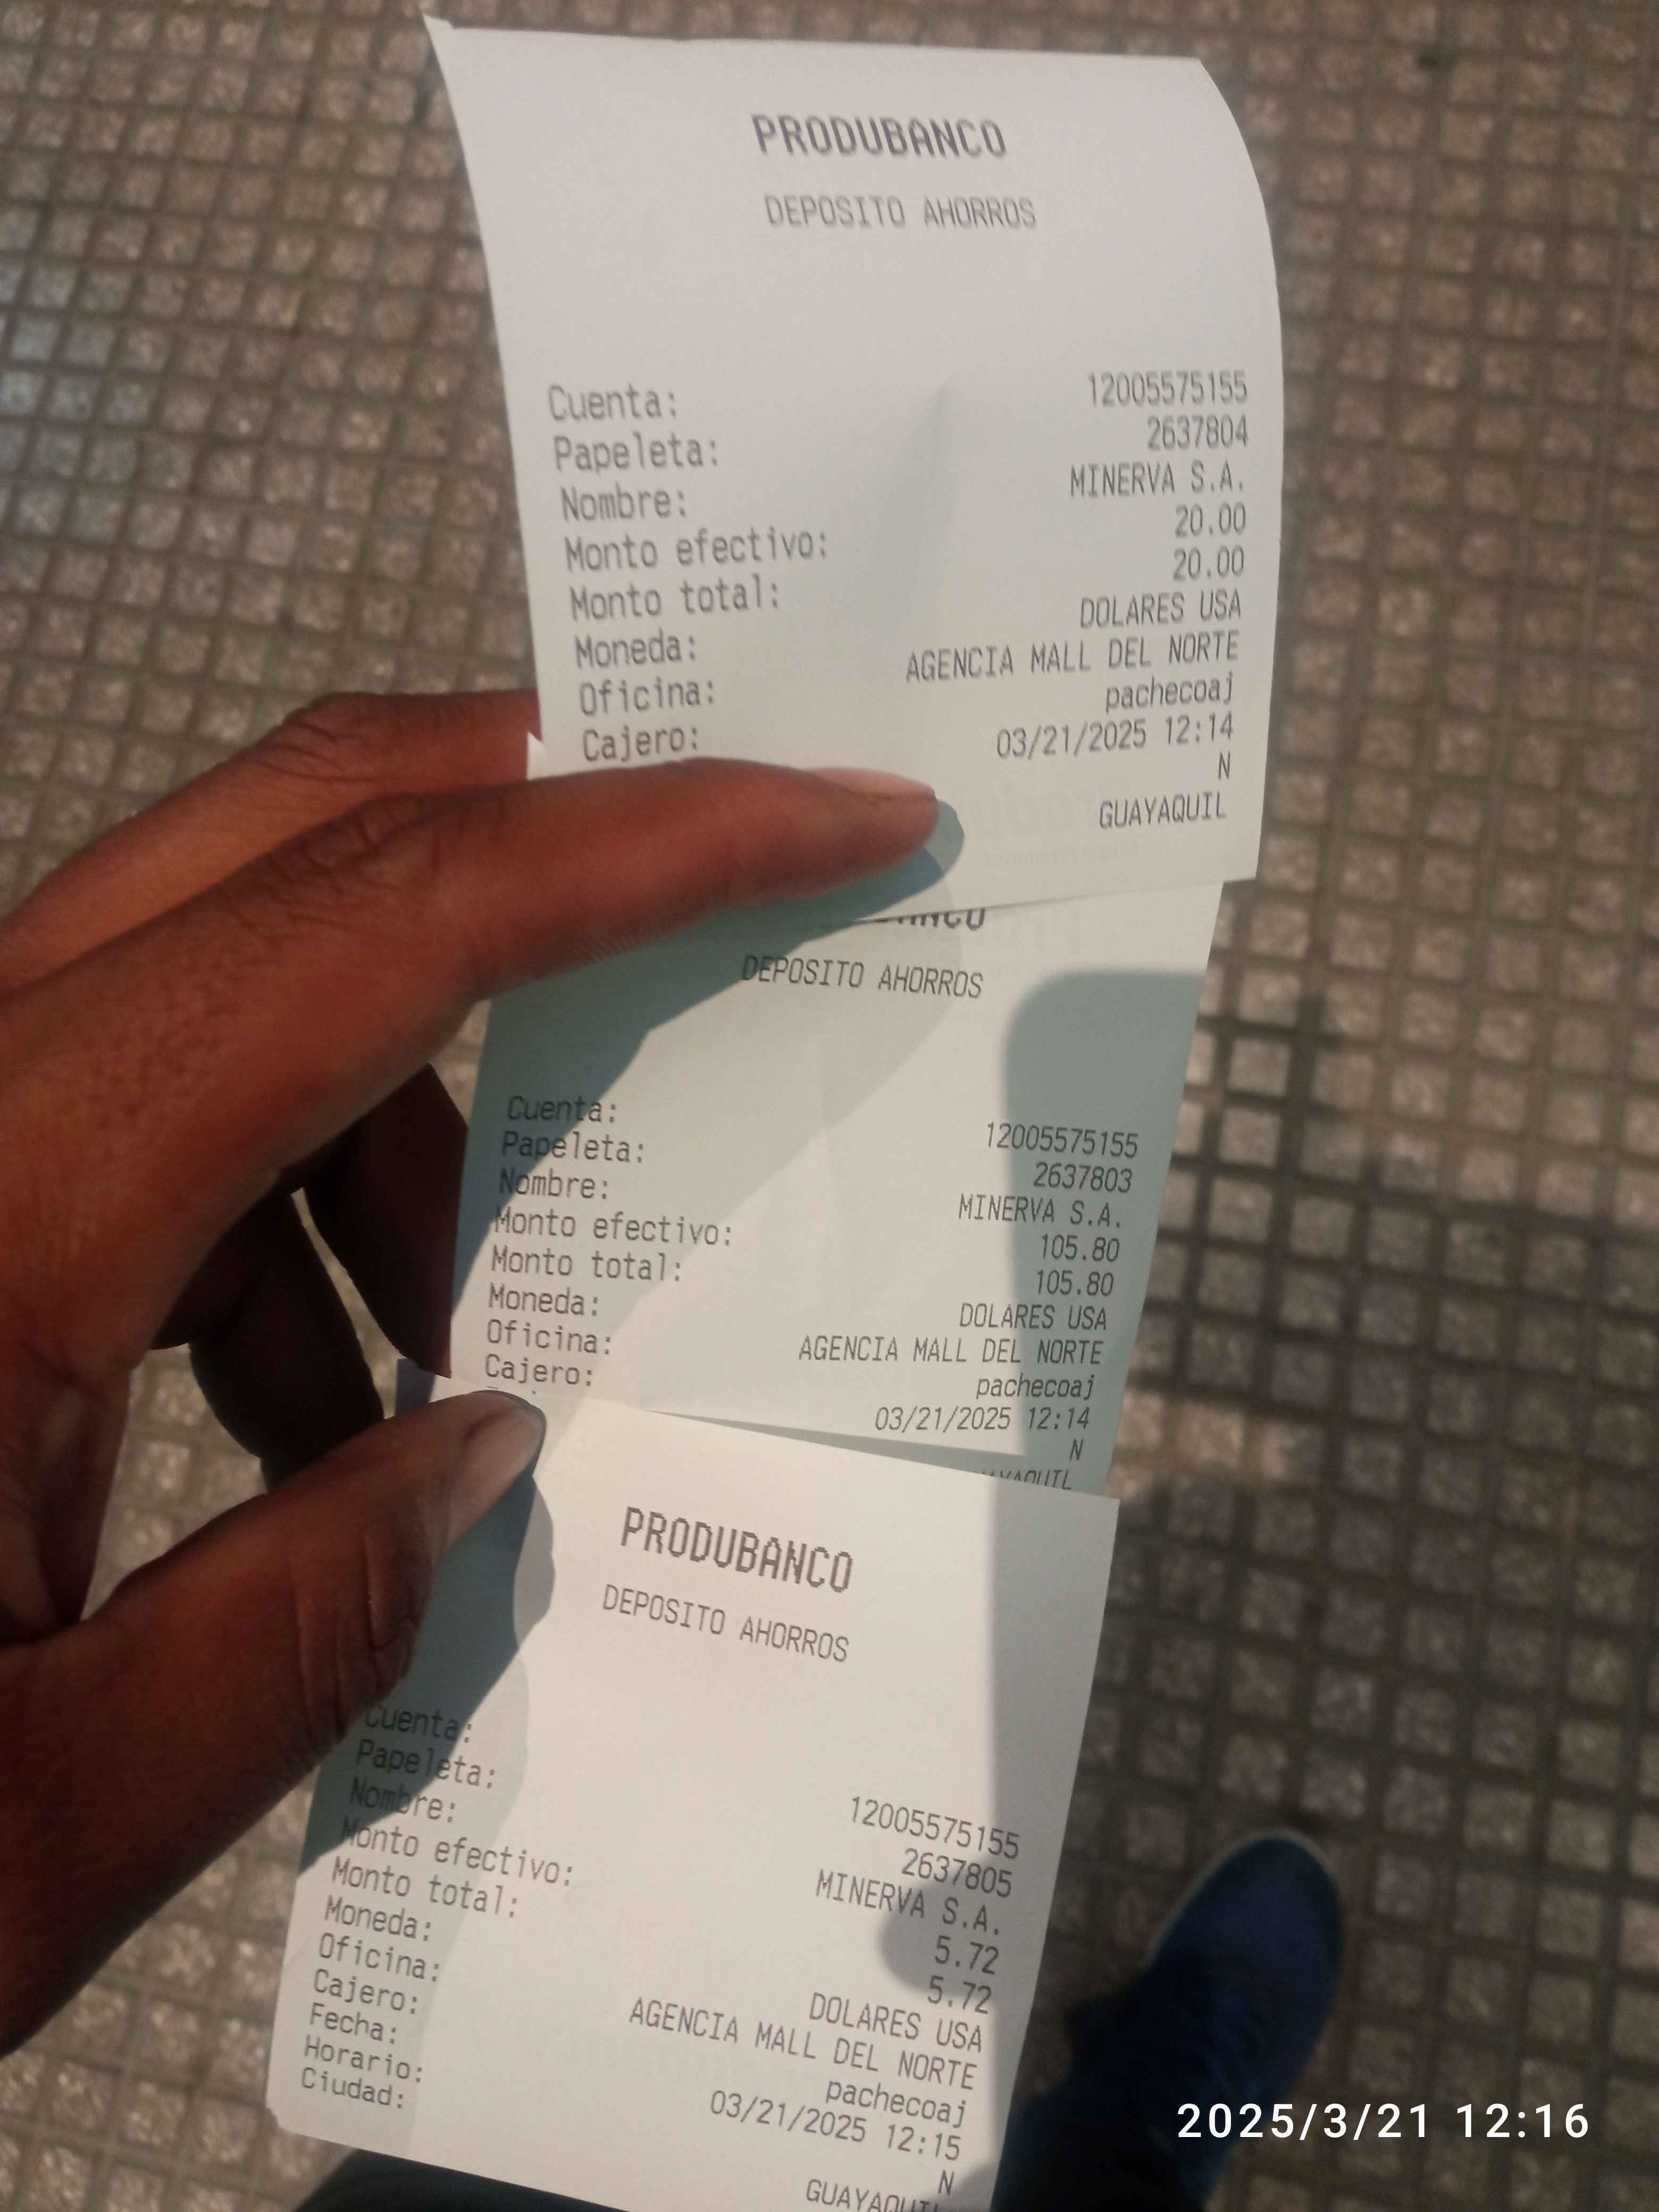 PRODUBANCO
DEPOSITO AHORROS
Cuenta: 12005575155
Papeleta: 2637804
Nombre: MINERVA S.A.
Monto efectivo: 20.00
Monto total: 20.00
Moneda: DOLARES USA
Oficina: AGENCIA MALL DEL NORTE
Cajero: pachecoaj
03/21/2025 12:14
N
GUAYAQUIL
DEPOSITO AHORROS
Cuenta: 12005575155
Papeleta: 2637803
Nombre: MINERVA S.A.
Monto efectivo: 105.80
Monto total: 105.80
Moneda: DOLARES USA
Oficina: AGENCIA MALL DEL NORTE
Cajero: pachecoaj
03/21/2025 12:14
N
PRODUBANCO
DEPOSITO AHORROS
Cuenta: 12005575155
Papeleta: 2637805
Nombre: MINERVA S.A.
Monto efectivo: 5.72
Monto total: 5.72
Moneda: DOLARES USA
Oficina: AGENCIA MALL DEL NORTE
Cajero: pachecoaj
Fecha: 03/21/2025 12:15
Horario: N
Ciudad: GUAYAQUIL
2025/3/21 12:16